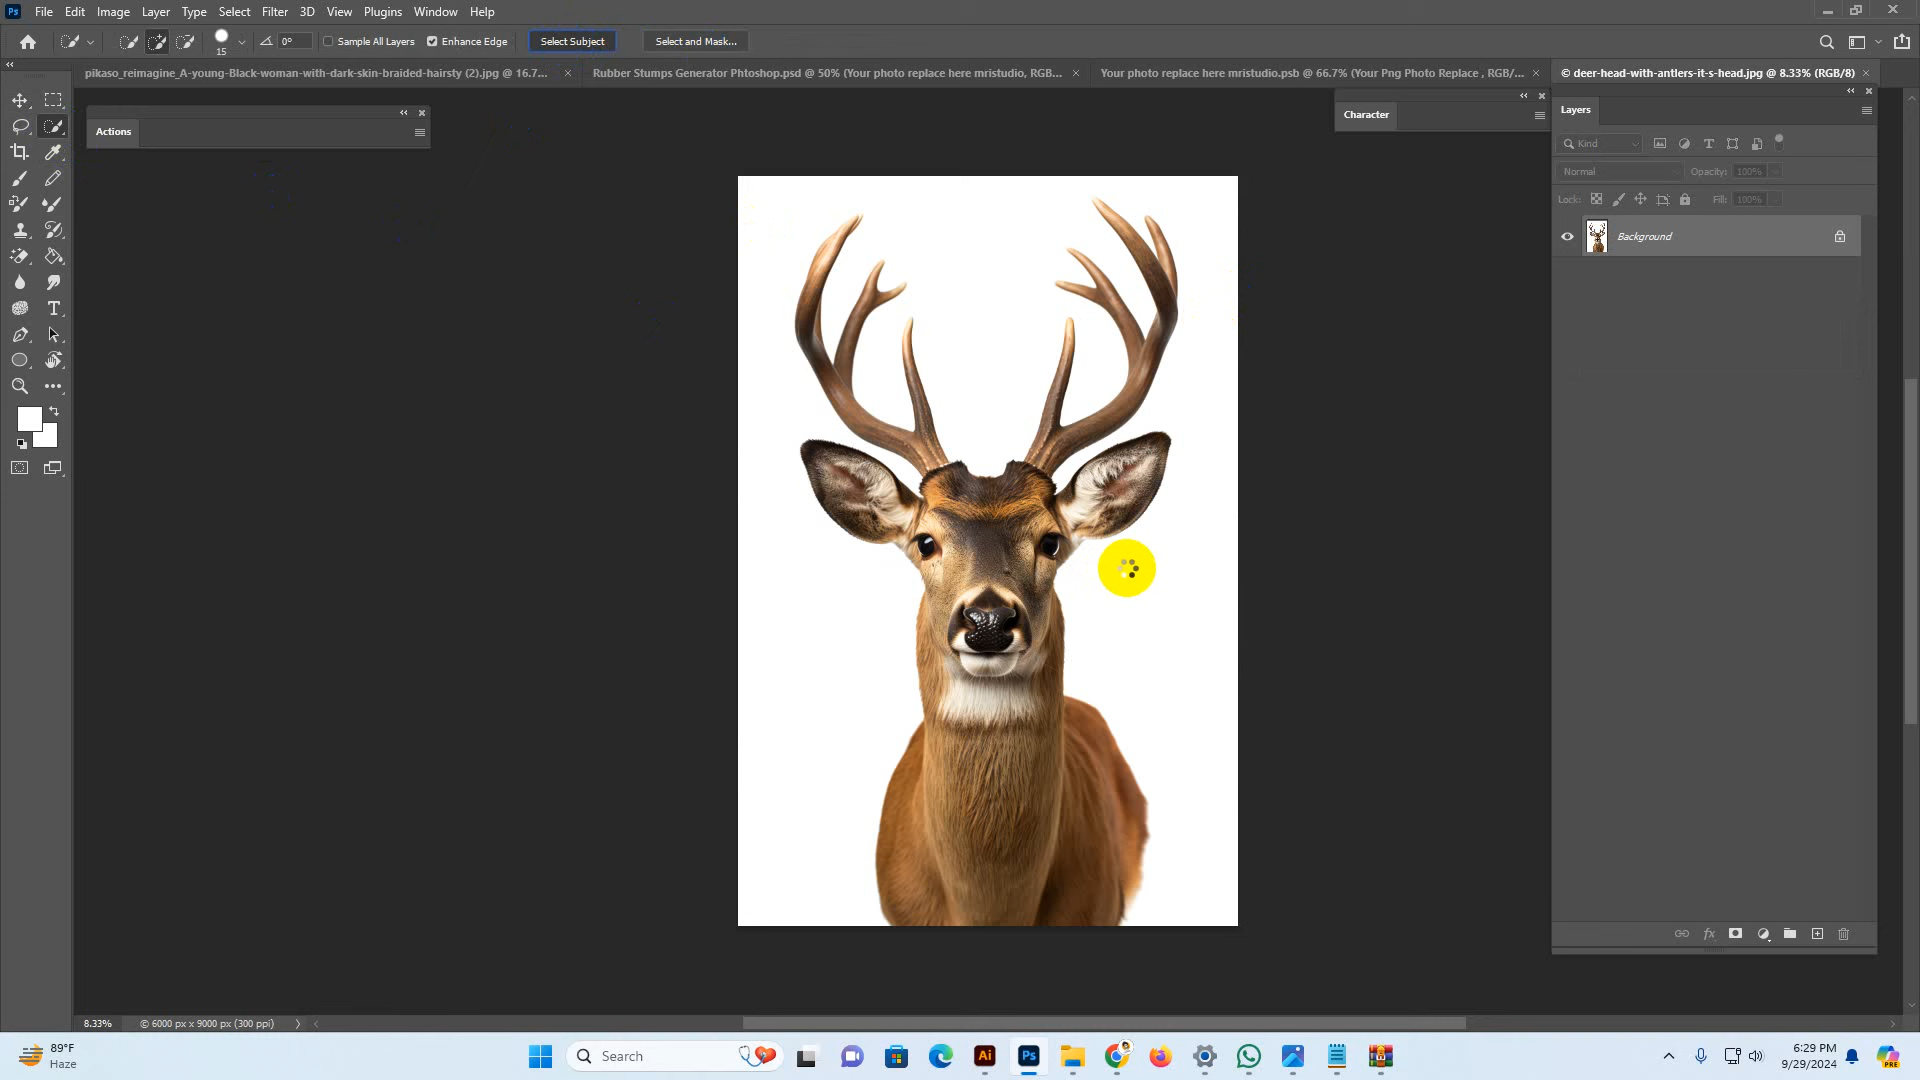 Ps File Edit Image Layer Type Select Filter 3D View Plugins Window Help
15 0° Sample All Layers Enhance Edge Select Subject Select and Mask...
pikaso_reimagine_A-young-Black-woman-with-dark-skin-braided-hairsty (2).jpg @ 16.7... Rubber Stumps Generator Phtoshop.psd @ 50% (Your photo replace here mristudio, RGB... Your photo replace here mristudio.psb @ 66.7% (Your Png Photo Replace , RGB/... © deer-head-with-antlers-it-s-head.jpg @ 8.33% (RGB/8)
Actions
Character
Layers
Kind
Normal Opacity: 100%
Lock: Fill: 100%
Background
8.33% © 6000 px x 9000 px (300 ppi)
89°F
Haze
Search
Ai Ps
6:29 PM
9/29/2024
PRE